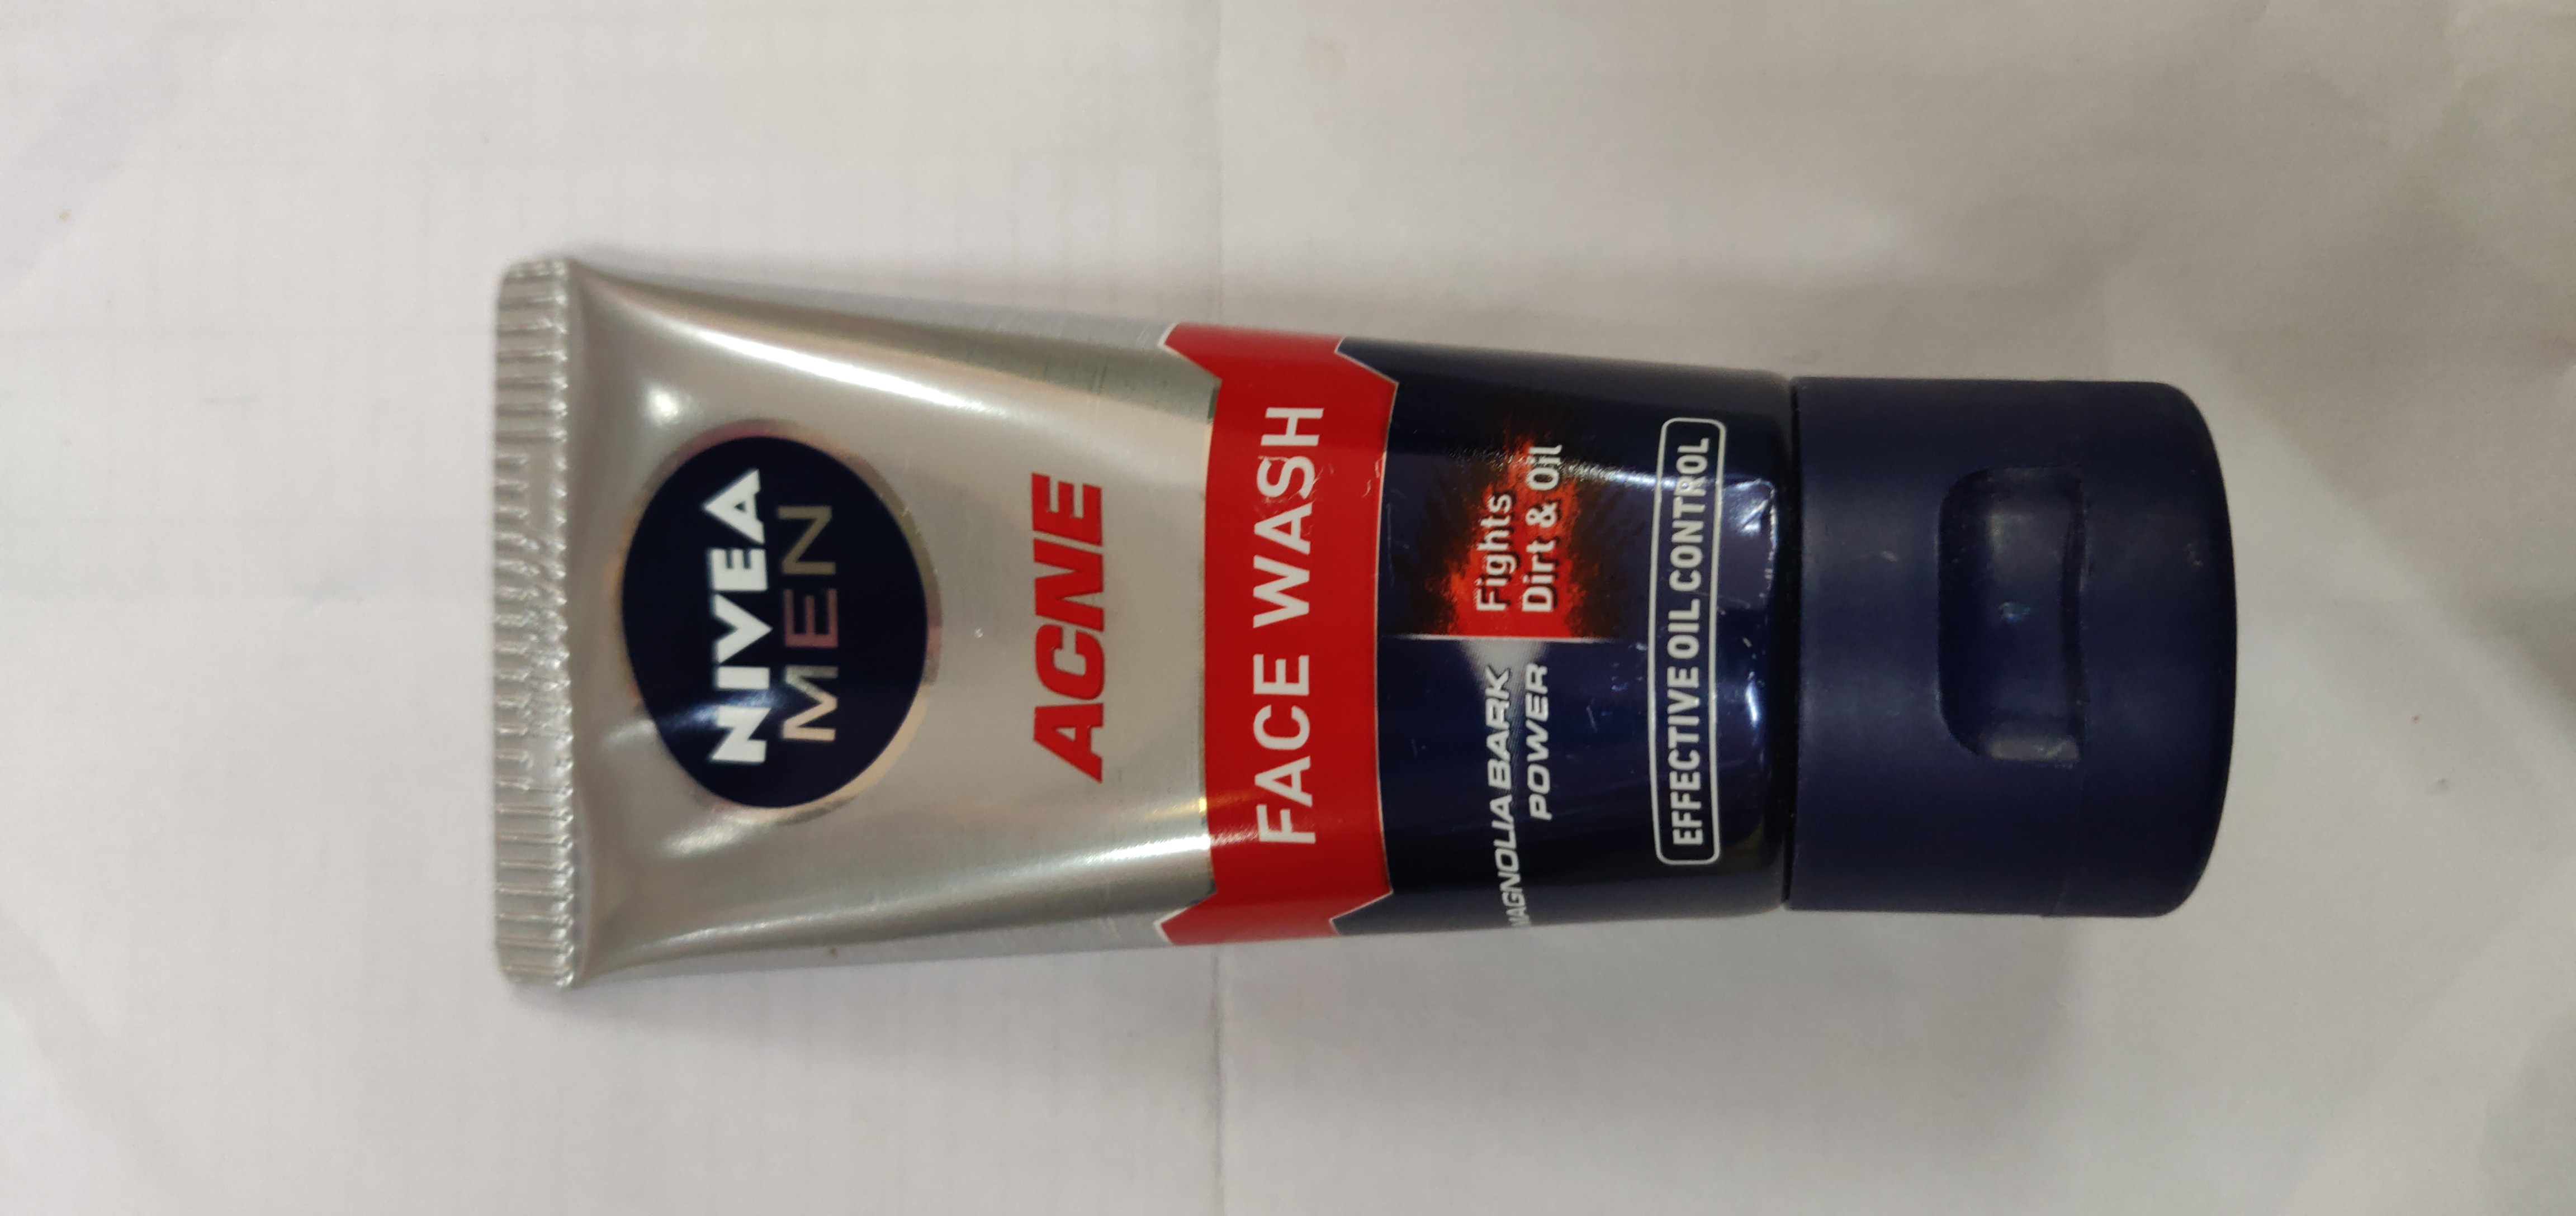 NIVEA
MEN
ACNE
FACE WASH
MAGNOLIA BARK
POWER
Fights
Dirt & Oil
EFFECTIVE OIL CONTROL